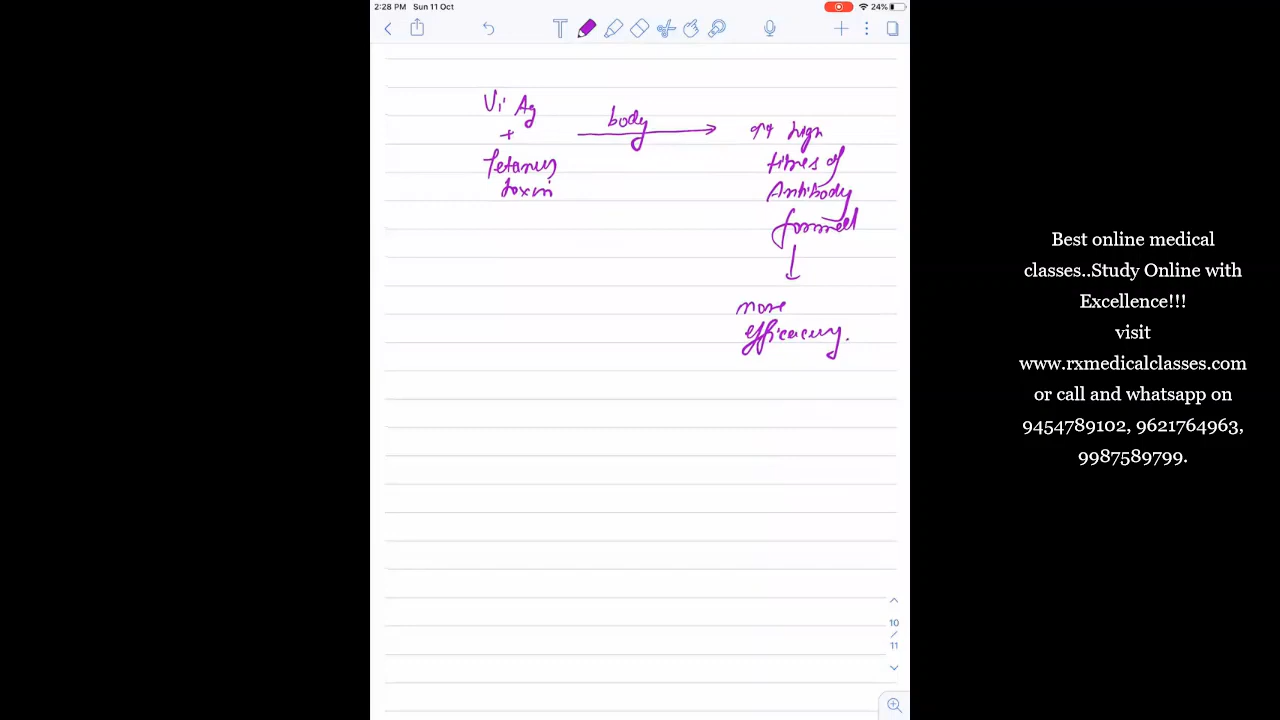 2:28 PM Sun 11 Oct
24%
T
Vi Ag
+
Tetanus
toxin
body
↑↑ high
titres of
Antibody
formed
↓
more
efficacy.
10
/
11
Best online medical
classes..Study Online with
Excellence!!!
visit
www.rxmedicalclasses.com
or call and whatsapp on
9454789102, 9621764963,
9987589799.